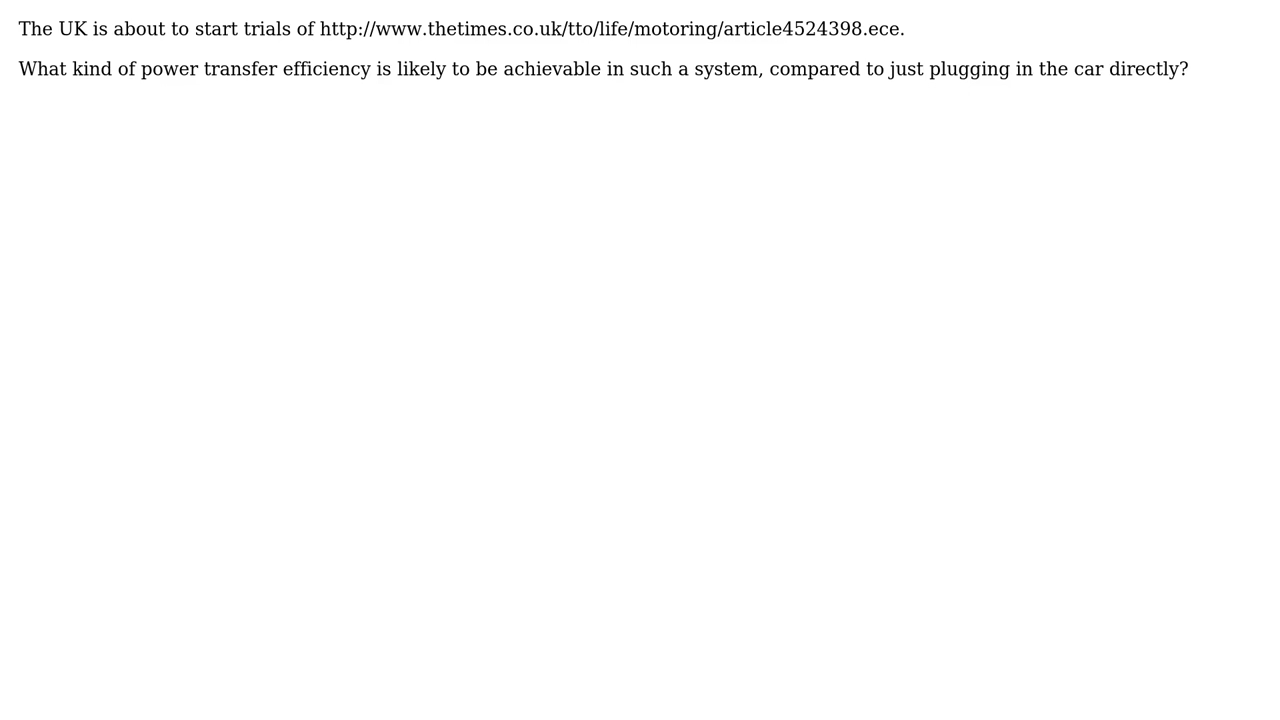 The UK is about to start trials of http://www.thetimes.co.uk/tto/life/motoring/article4524398.ece.
What kind of power transfer efficiency is likely to be achievable in such a system, compared to just plugging in the car directly?